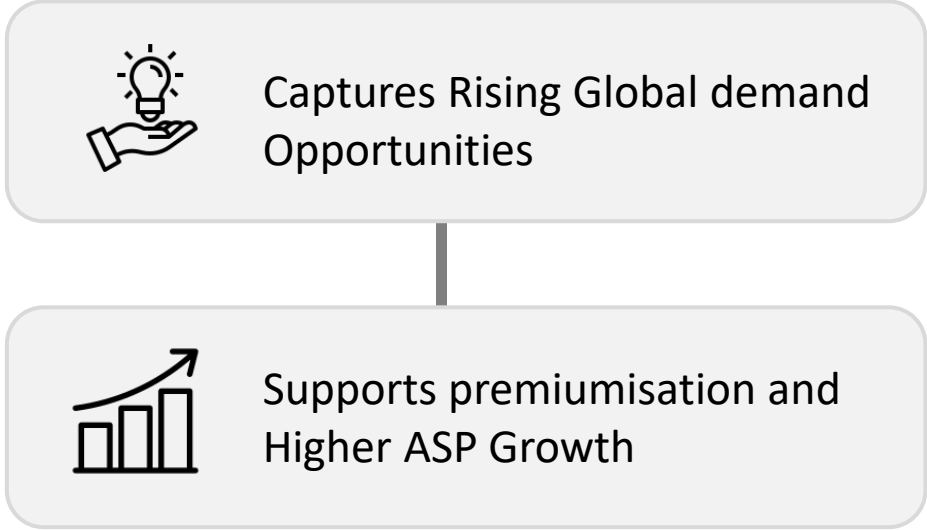 Captures Rising Global demand
Opportunities
Supports premiumisation and
Higher ASP Growth